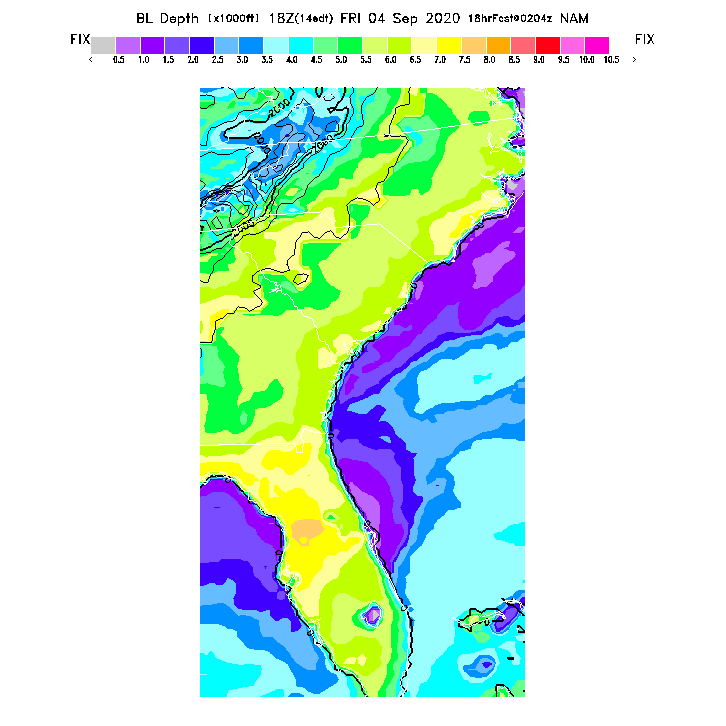 BL Depth [x1000ft] 18Z(14edt) FRI 04 Sep 2020 18hrFcst@0204z NAM
FIX FIX
< 0.5 1.0 1.5 2.0 2.5 3.0 3.5 4.0 4.5 5.0 5.5 6.0 6.5 7.0 7.5 8.0 8.5 9.0 9.5 10.0 10.5 >
2000
2000